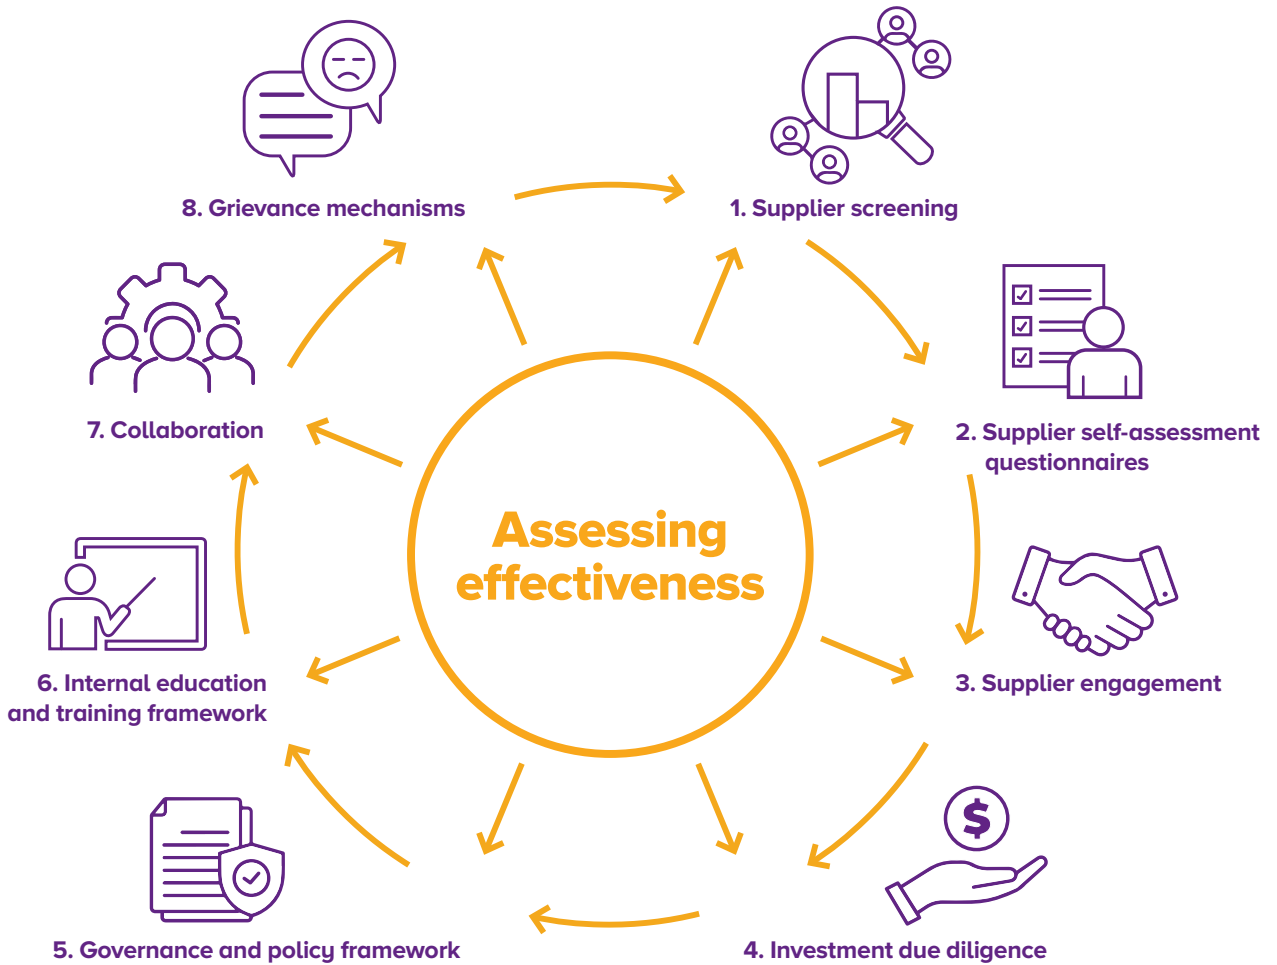 8. Grievance mechanisms
1. Supplier screening
7. Collaboration
2. Supplier self-assessment
questionnaires
Assessing
effectiveness
6. Internal education
and training framework
3. Supplier engagement
$
5. Governance and policy framework
4. Investment due diligence